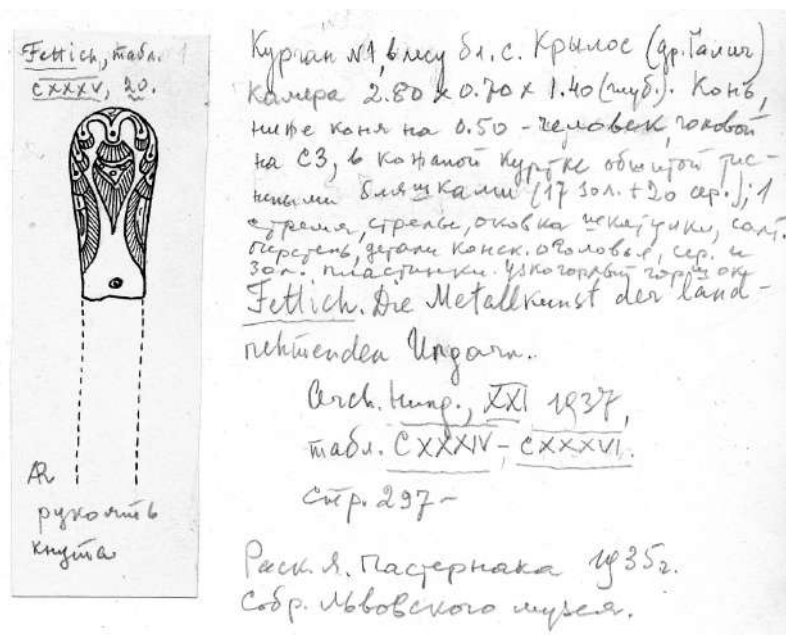 Fettich, табл.
CXXXV, 20.
AR
рукоять
кнута
Курган №1, в лесу бл. с. Крылос (др. Галич)
Камера 2.80 x 0.70 x 1.40 (глуб.). Конь,
ниже коня на 0.50 – человек, головой
на СЗ, в кожаной куртке обшитой тис-
неными бляшками (17 зол. + 20 сер.); 1
стремя, стрелы, оковка шкатулки, салт.
перстень, детали конск. оголовья, сер. и
зол. пластинки. Узкогорлый горшок
Fettich. Die Metallkunst der land-
nehmenden Ungarn.
Arch. Hung., XXI 1937,
табл. CXXXIV – CXXXVI.
Стр. 297 –
Раск. Я. Пастернака 1935г.
Собр. Львовского музея.